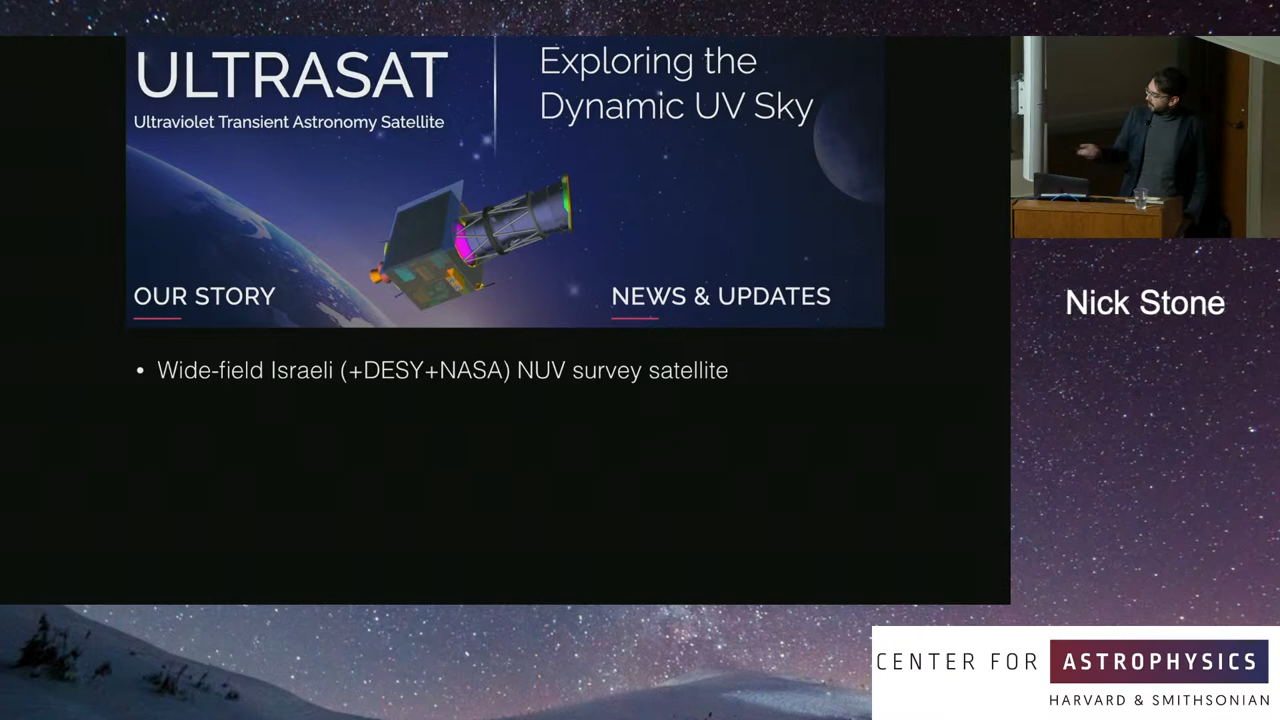 ULTRASAT
Ultraviolet Transient Astronomy Satellite
Exploring the
Dynamic UV Sky
OUR STORY
NEWS & UPDATES
• Wide-field Israeli (+DESY+NASA) NUV survey satellite
Nick Stone
CENTER FOR ASTROPHYSICS
HARVARD & SMITHSONIAN